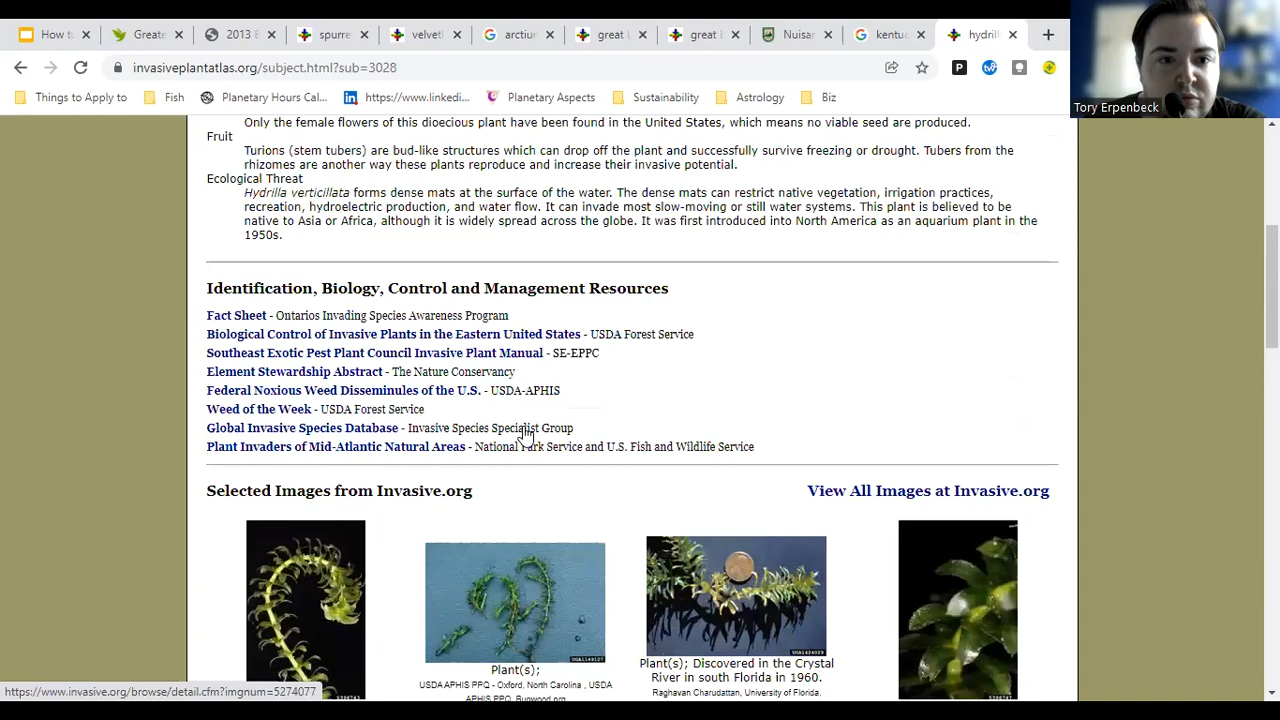 How to
Greate
2013 B
spurre
velvetl
arctiun
great l
great b
Nuisar
kentuc
hydrill
invasiveplantatlas.org/subject.html?sub=3028
Things to Apply to
Fish
Planetary Hours Cal...
https://www.linkedi...
Planetary Aspects
Sustainability
Astrology
Biz
Tory Erpenbeck
Only the female flowers of this dioecious plant have been found in the United States, which means no viable seed are produced.
Fruit
Turions (stem tubers) are bud-like structures which can drop off the plant and successfully survive freezing or drought. Tubers from the
rhizomes are another way these plants reproduce and increase their invasive potential.
Ecological Threat
Hydrilla verticillata forms dense mats at the surface of the water. The dense mats can restrict native vegetation, irrigation practices,
recreation, hydroelectric production, and water flow. It can invade most slow-moving or still water systems. This plant is believed to be
native to Asia or Africa, although it is widely spread across the globe. It was first introduced into North America as an aquarium plant in the
1950s.
Identification, Biology, Control and Management Resources
Fact Sheet - Ontarios Invading Species Awareness Program
Biological Control of Invasive Plants in the Eastern United States - USDA Forest Service
Southeast Exotic Pest Plant Council Invasive Plant Manual - SE-EPPC
Element Stewardship Abstract - The Nature Conservancy
Federal Noxious Weed Disseminules of the U.S. - USDA-APHIS
Weed of the Week - USDA Forest Service
Global Invasive Species Database - Invasive Species Specialist Group
Plant Invaders of Mid-Atlantic Natural Areas - National Park Service and U.S. Fish and Wildlife Service
Selected Images from Invasive.org
View All Images at Invasive.org
Plant(s);
USDA APHIS PPQ - Oxford, North Carolina , USDA
APHIS PPQ, Bugwood.org
Plant(s); Discovered in the Crystal
River in south Florida in 1960.
Raghavan Charudattan, University of Florida,
https://www.invasive.org/browse/detail.cfm?imgnum=5274077